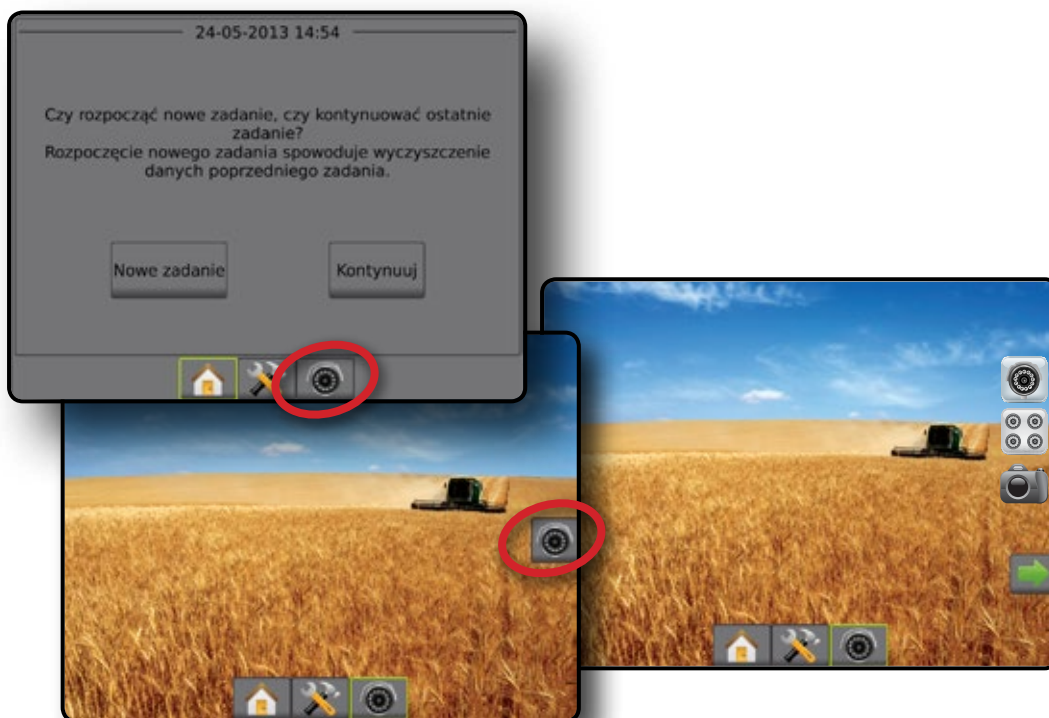 24-05-2013 14:54
Czy rozpocząć nowe zadanie, czy kontynuować ostatnie
zadanie?
Rozpoczęcie nowego zadania spowoduje wyczyszczenie
danych poprzedniego zadania.
Nowe zadanie
Kontynuuj